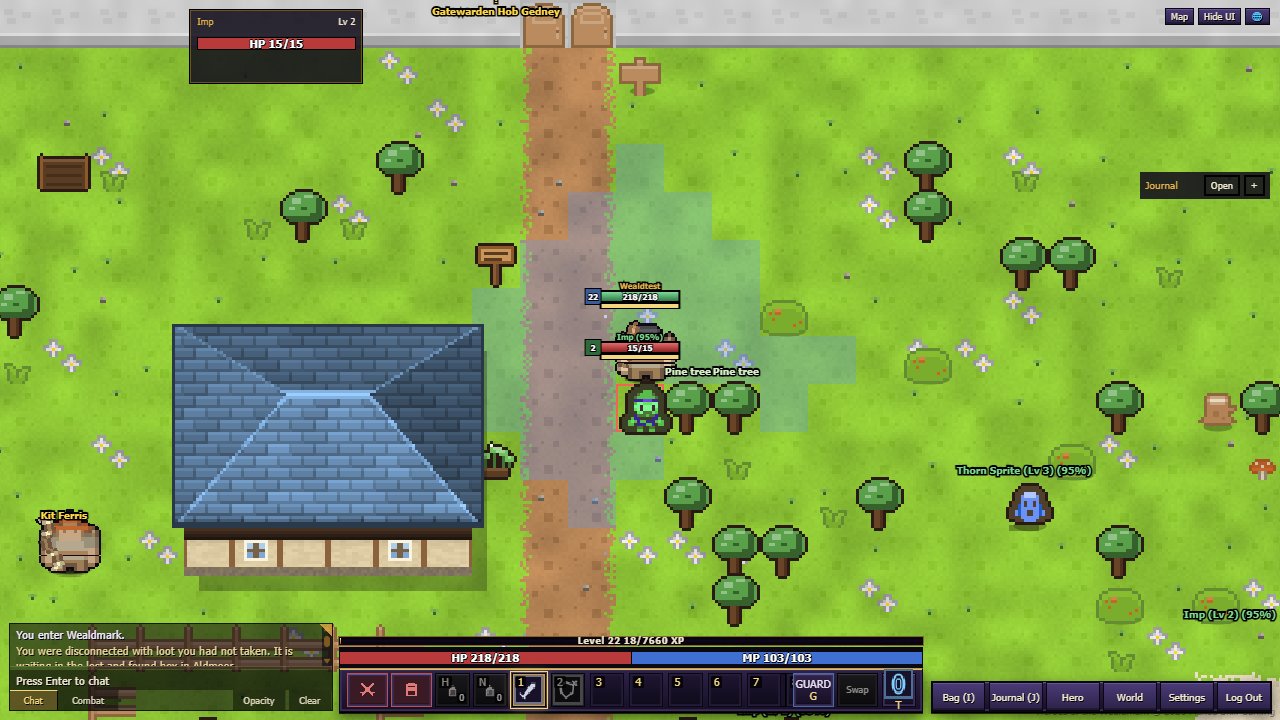 Gatewarden Hob Gedney
Imp Lv 2
HP 15/15
Map
Hide UI
Journal
Open
+
Wealdtest
22
218/218
Imp (95%)
2
15/15
Pine tree Pine tree
Thorn Sprite (Lv 3) (95%)
Kit Ferris
Imp (Lv 2) (95%)
You enter Wealdmark.
You were disconnected with loot you had not taken. It is
waiting in the lost and found box in Aldmoor.
Press Enter to chat
Chat
Combat
Opacity
Clear
Level 22 18/7660 XP
HP 218/218
MP 103/103
H 0
N 0
1
2
3
4
5
6
7
GUARD
G
Swap
T
Bag (I)
Journal (J)
Hero
World
Settings
Log Out